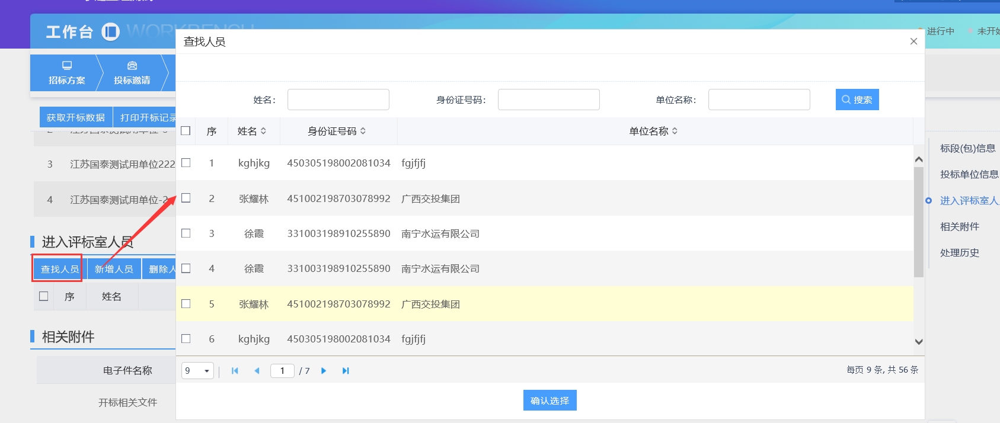 工作台 WORKBENCH
进行中 未开始
查找人员
招标方案
投标邀请
姓名：
身份证号码：
单位名称：
搜索
获取开标数据
打印开标记录
序 姓名 身份证号码 单位名称
3 江苏国泰测试用单位222
4 江苏国泰测试用单位-2
1 kghjkg 450305198002081034 fgjfjfj
2 张耀林 451002198703078992 广西交投集团
3 徐霞 331003198910255890 南宁水运有限公司
4 徐霞 331003198910255890 南宁水运有限公司
5 张耀林 451002198703078992 广西交投集团
6 kghjkg 450305198002081034 fgjfjfj
9 1 / 7
每页 9 条, 共 56 条
确认选择
进入评标室人员
查找人员 新增人员 删除人
序 姓名
相关附件
电子件名称
开标相关文件
标段(包)信息
投标单位信息
进入评标室人
相关附件
处理历史